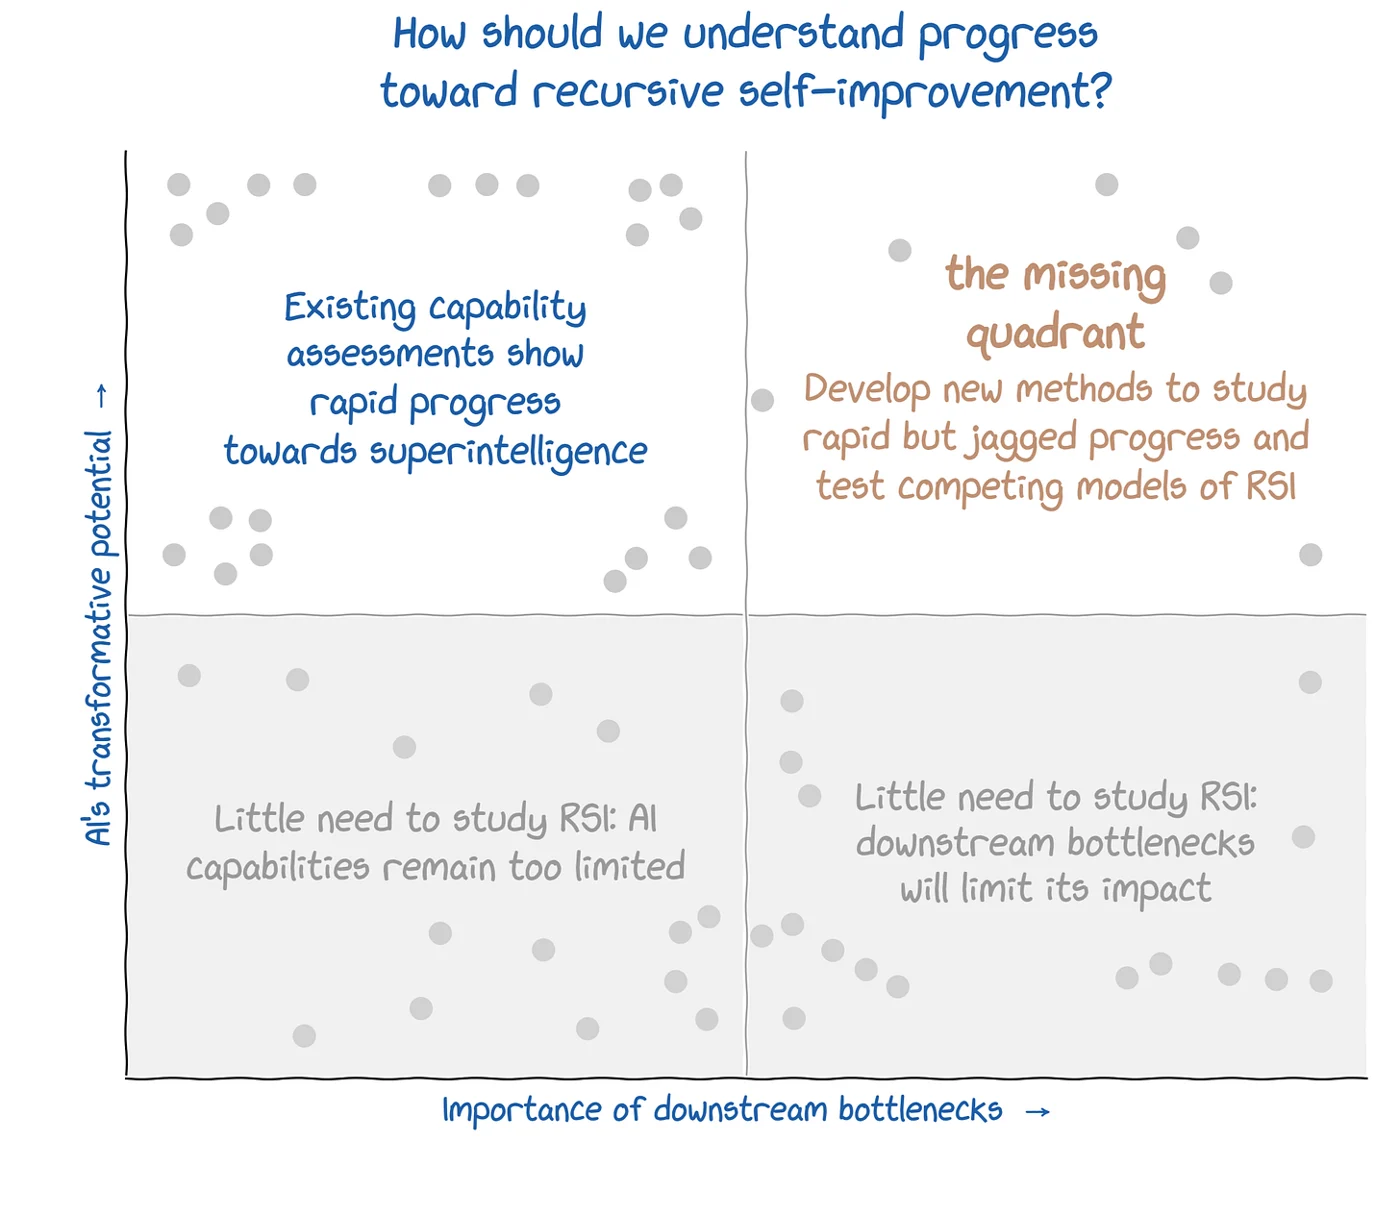 How should we understand progress
toward recursive self-improvement?
AI's transformative potential →
Existing capability
assessments show
rapid progress
towards superintelligence
the missing
quadrant
Develop new methods to study
rapid but jagged progress and
test competing models of RSI
Little need to study RSI: AI
capabilities remain too limited
Little need to study RSI:
downstream bottlenecks
will limit its impact
Importance of downstream bottlenecks →